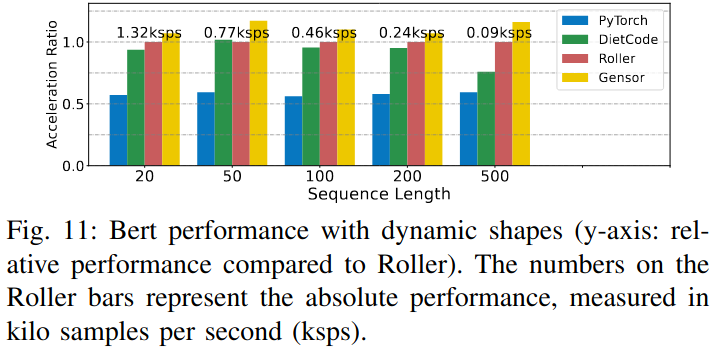 1.32ksps 0.77ksps 0.46ksps 0.24ksps 0.09ksps
PyTorch
DietCode
Roller
Gensor
Acceleration Ratio
1.0
0.5
0.0
20 50 100 200 500
Sequence Length
Fig. 11: Bert performance with dynamic shapes (y-axis: rel-
ative performance compared to Roller). The numbers on the
Roller bars represent the absolute performance, measured in
kilo samples per second (ksps).